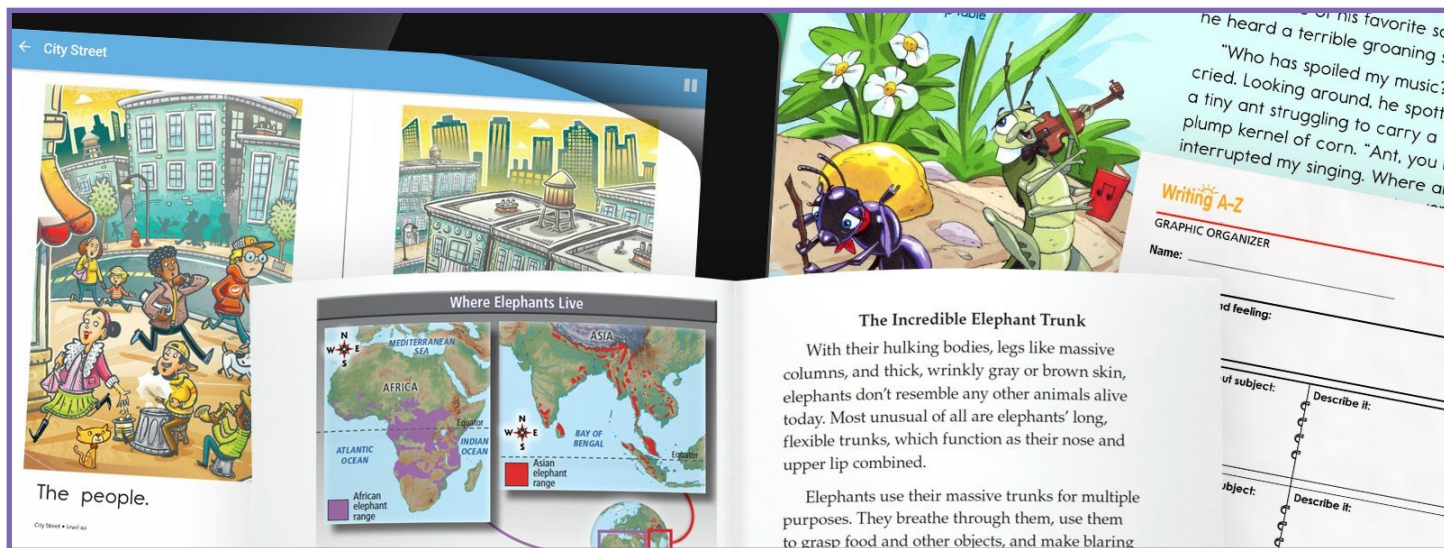 City Street
The people.
City Street • Level aa
Where Elephants Live
N
W E
S
MEDITERRANEAN
SEA
AFRICA
Equator
ATLANTIC
OCEAN
INDIAN
OCEAN
African
elephant
range
ASIA
N
W E
S
BAY OF
BENGAL
Equator
Asian
elephant
range
The Incredible Elephant Trunk
With their hulking bodies, legs like massive
columns, and thick, wrinkly gray or brown skin,
elephants don't resemble any other animals alive
today. Most unusual of all are elephants' long,
flexible trunks, which function as their nose and
upper lip combined.
Elephants use their massive trunks for multiple
purposes. They breathe through them, use them
to grasp food and other objects, and make blaring
of his favorite
he heard a terrible groaning
"Who has spoiled my music?
cried. Looking around, he
a tiny ant struggling to carry a
plump kernel of corn. "Ant, you
interrupted my singing. Where
Writing A-Z
GRAPHIC ORGANIZER
Name:
feeling:
subject:
Describe it:
Describe it: